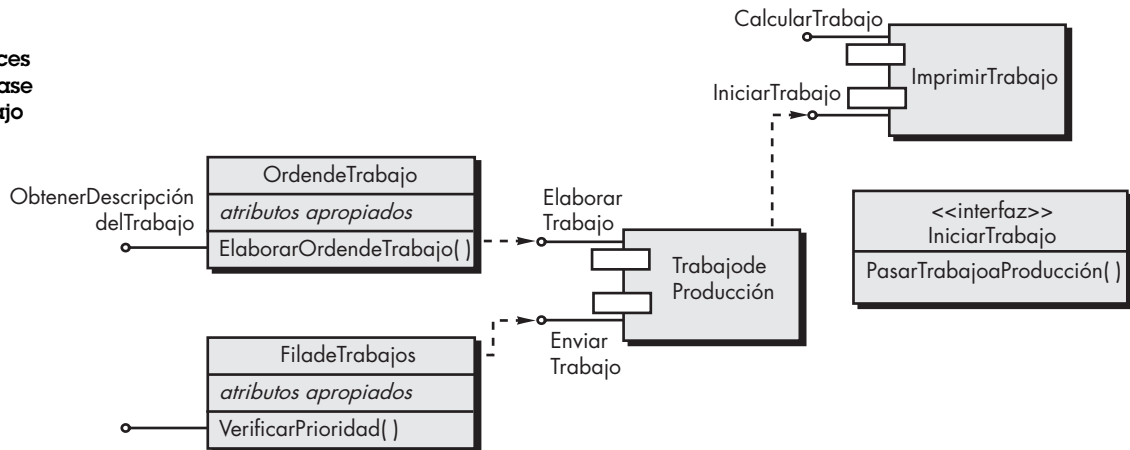 ces
ase
ajo
CalcularTrabajo
ImprimirTrabajo
IniciarTrabajo
OrdendeTrabajo
atributos apropiados
ElaborarOrdendeTrabajo( )
ObtenerDescripción
delTrabajo
Elaborar
Trabajo
Trabajode
Producción
<<interfaz>>
IniciarTrabajo
PasarTrabajoaProducción( )
Enviar
Trabajo
FiladeTrabajos
atributos apropiados
VerificarPrioridad( )